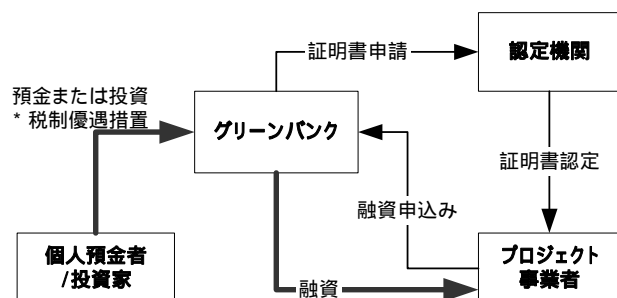 証明書申請
認定機関
預金または投資
* 税制優遇措置
グリーンバンク
証明書認定
融資申込み
個人預金者
/投資家
融資
プロジェクト
事業者